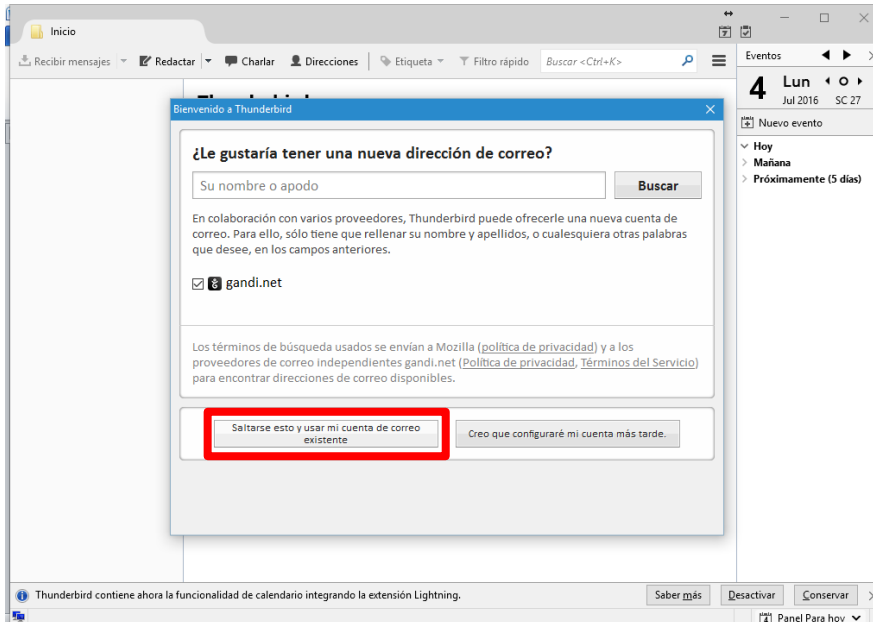 Inicio
Recibir mensajes
Redactar
Charlar
Direcciones
Etiqueta
Filtro rápido
Buscar <Ctrl+K>
Eventos
7
4
Lun
Jul 2016 SC 27
Nuevo evento
Hoy
Mañana
Próximamente (5 días)
Bienvenido a Thunderbird
¿Le gustaría tener una nueva dirección de correo?
Su nombre o apodo
Buscar
En colaboración con varios proveedores, Thunderbird puede ofrecerle una nueva cuenta de
correo. Para ello, sólo tiene que rellenar su nombre y apellidos, o cualesquiera otras palabras
que desee, en los campos anteriores.
gandi.net
Los términos de búsqueda usados se envían a Mozilla (política de privacidad) y a los
proveedores de correo independientes gandi.net (Política de privacidad, Términos del Servicio)
para encontrar direcciones de correo disponibles.
Saltarse esto y usar mi cuenta de correo
existente
Creo que configuraré mi cuenta más tarde.
Thunderbird contiene ahora la funcionalidad de calendario integrando la extensión Lightning.
Saber más
Desactivar
Conservar
4 Panel Para hoy